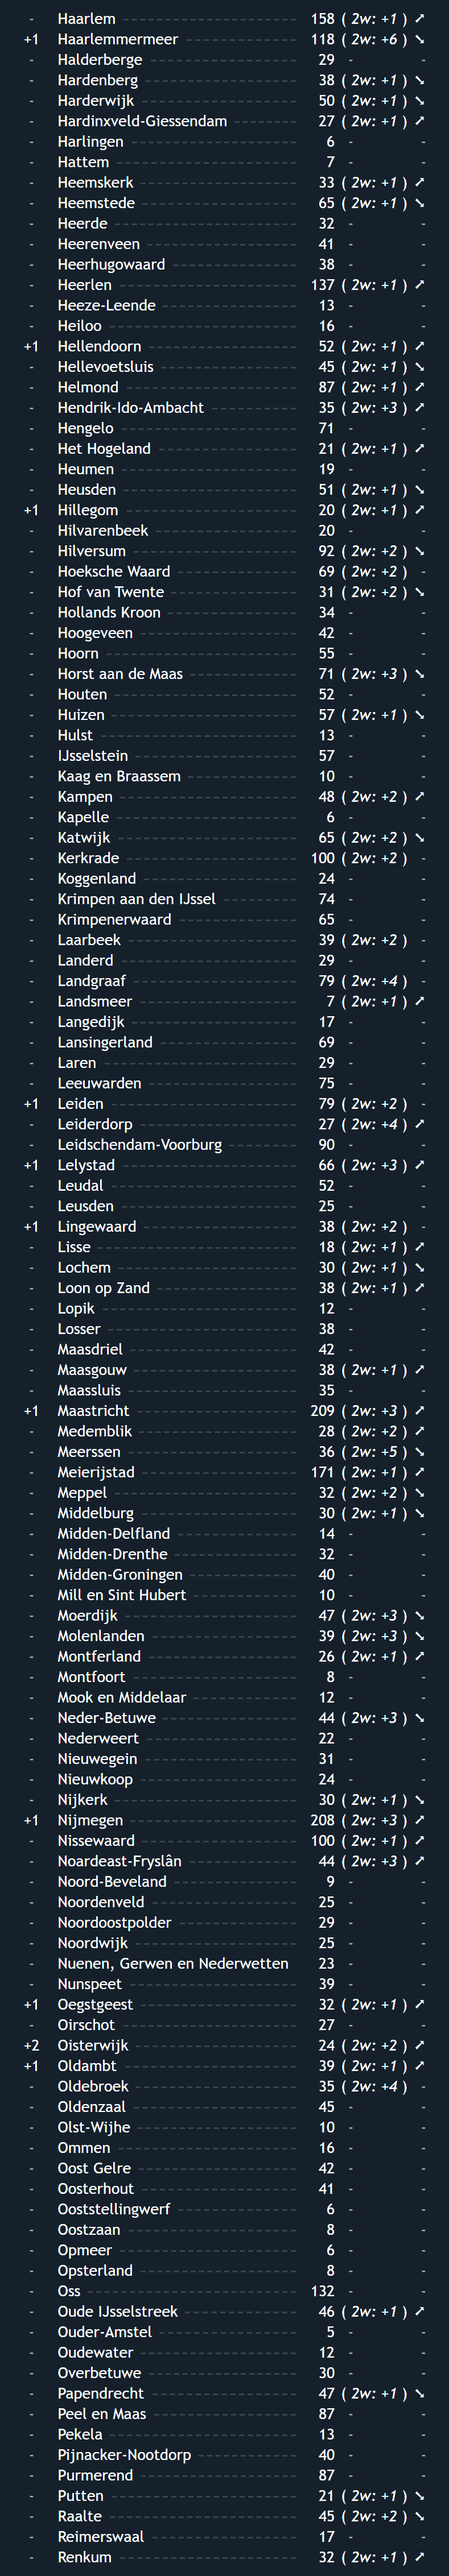 - Haarlem 158 ( 2w: +1 ) ↗
+1 Haarlemmermeer 118 ( 2w: +6 ) ↘
- Halderberge 29 - -
- Hardenberg 38 ( 2w: +1 ) ↘
- Harderwijk 50 ( 2w: +1 ) ↘
- Hardinxveld-Giessendam 27 ( 2w: +1 ) ↗
- Harlingen 6 - -
- Hattem 7 - -
- Heemskerk 33 ( 2w: +1 ) ↗
- Heemstede 65 ( 2w: +1 ) ↘
- Heerde 32 - -
- Heerenveen 41 - -
- Heerhugowaard 38 - -
- Heerlen 137 ( 2w: +1 ) ↗
- Heeze-Leende 13 - -
- Heiloo 16 - -
+1 Hellendoorn 52 ( 2w: +1 ) ↗
- Hellevoetsluis 45 ( 2w: +1 ) ↘
- Helmond 87 ( 2w: +1 ) ↗
- Hendrik-Ido-Ambacht 35 ( 2w: +3 ) ↗
- Hengelo 71 - -
- Het Hogeland 21 ( 2w: +1 ) ↗
- Heumen 19 - -
- Heusden 51 ( 2w: +1 ) ↘
+1 Hillegom 20 ( 2w: +1 ) ↗
- Hilvarenbeek 20 - -
- Hilversum 92 ( 2w: +2 ) ↘
- Hoeksche Waard 69 ( 2w: +2 ) -
- Hof van Twente 31 ( 2w: +2 ) ↘
- Hollands Kroon 34 - -
- Hoogeveen 42 - -
- Hoorn 55 - -
- Horst aan de Maas 71 ( 2w: +3 ) ↘
- Houten 52 - -
- Huizen 57 ( 2w: +1 ) ↘
- Hulst 13 - -
- IJsselstein 57 - -
- Kaag en Braassem 10 - -
- Kampen 48 ( 2w: +2 ) ↗
- Kapelle 6 - -
- Katwijk 65 ( 2w: +2 ) ↘
- Kerkrade 100 ( 2w: +2 ) -
- Koggenland 24 - -
- Krimpen aan den IJssel 74 - -
- Krimpenerwaard 65 - -
- Laarbeek 39 ( 2w: +2 ) -
- Landerd 29 - -
- Landgraaf 79 ( 2w: +4 ) -
- Landsmeer 7 ( 2w: +1 ) ↗
- Langedijk 17 - -
- Lansingerland 69 - -
- Laren 29 - -
- Leeuwarden 75 - -
+1 Leiden 79 ( 2w: +2 ) -
- Leiderdorp 27 ( 2w: +4 ) ↗
- Leidschendam-Voorburg 90 - -
+1 Lelystad 66 ( 2w: +3 ) ↗
- Leudal 52 - -
- Leusden 25 - -
+1 Lingewaard 38 ( 2w: +2 ) -
- Lisse 18 ( 2w: +1 ) ↗
- Lochem 30 ( 2w: +1 ) ↘
- Loon op Zand 38 ( 2w: +1 ) ↗
- Lopik 12 - -
- Losser 38 - -
- Maasdriel 42 - -
- Maasgouw 38 ( 2w: +1 ) ↗
- Maassluis 35 - -
+1 Maastricht 209 ( 2w: +3 ) ↗
- Medemblik 28 ( 2w: +2 ) ↗
- Meerssen 36 ( 2w: +5 ) ↘
- Meierijstad 171 ( 2w: +1 ) ↗
- Meppel 32 ( 2w: +2 ) ↘
- Middelburg 30 ( 2w: +1 ) ↘
- Midden-Delfland 14 - -
- Midden-Drenthe 32 - -
- Midden-Groningen 40 - -
- Mill en Sint Hubert 10 - -
- Moerdijk 47 ( 2w: +3 ) ↘
- Molenlanden 39 ( 2w: +3 ) ↘
- Montferland 26 ( 2w: +1 ) ↗
- Montfoort 8 - -
- Mook en Middelaar 12 - -
- Neder-Betuwe 44 ( 2w: +3 ) ↘
- Nederweert 22 - -
- Nieuwegein 31 - -
- Nieuwkoop 24 - -
- Nijkerk 30 ( 2w: +1 ) ↘
+1 Nijmegen 208 ( 2w: +3 ) ↗
- Nissewaard 100 ( 2w: +1 ) ↗
- Noardeast-Fryslân 44 ( 2w: +3 ) ↗
- Noord-Beveland 9 - -
- Noordenveld 25 - -
- Noordoostpolder 29 - -
- Noordwijk 25 - -
- Nuenen, Gerwen en Nederwetten 23 - -
- Nunspeet 39 - -
+1 Oegstgeest 32 ( 2w: +1 ) ↗
- Oirschot 27 - -
+2 Oisterwijk 24 ( 2w: +2 ) ↗
+1 Oldambt 39 ( 2w: +1 ) ↗
- Oldebroek 35 ( 2w: +4 ) -
- Oldenzaal 45 - -
- Olst-Wijhe 10 - -
- Ommen 16 - -
- Oost Gelre 42 - -
- Oosterhout 41 - -
- Ooststellingwerf 6 - -
- Oostzaan 8 - -
- Opmeer 6 - -
- Opsterland 8 - -
- Oss 132 - -
- Oude IJsselstreek 46 ( 2w: +1 ) ↗
- Ouder-Amstel 5 - -
- Oudewater 12 - -
- Overbetuwe 30 - -
- Papendrecht 47 ( 2w: +1 ) ↘
- Peel en Maas 87 - -
- Pekela 13 - -
- Pijnacker-Nootdorp 40 - -
- Purmerend 87 - -
- Putten 21 ( 2w: +1 ) ↘
- Raalte 45 ( 2w: +2 ) ↘
- Reimerswaal 17 - -
- Renkum 32 ( 2w: +1 ) ↗